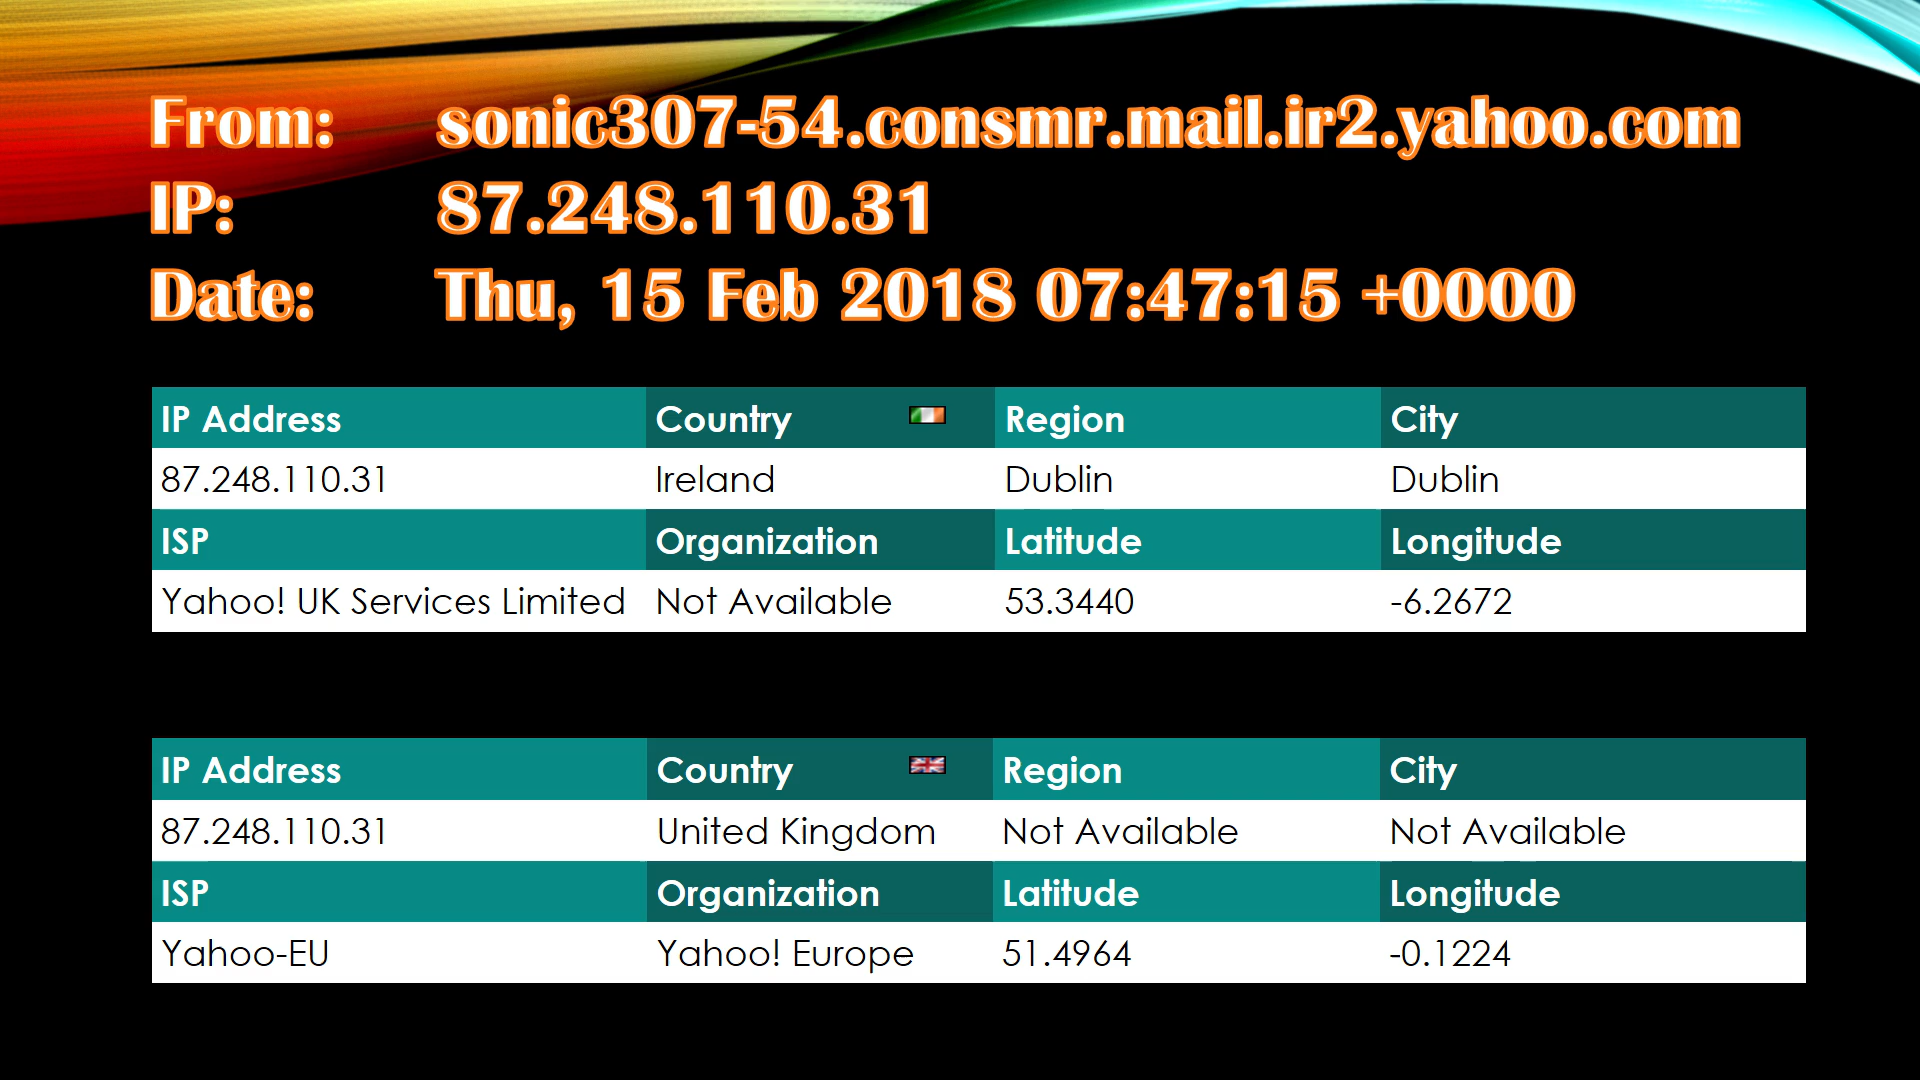 From: sonic307-54.consmr.mail.ir2.yahoo.com
IP: 87.248.110.31
Date: Thu, 15 Feb 2018 07:47:15 +0000
IP Address Country Region City
87.248.110.31 Ireland Dublin Dublin
ISP Organization Latitude Longitude
Yahoo! UK Services Limited Not Available 53.3440 -6.2672
IP Address Country Region City
87.248.110.31 United Kingdom Not Available Not Available
ISP Organization Latitude Longitude
Yahoo-EU Yahoo! Europe 51.4964 -0.1224